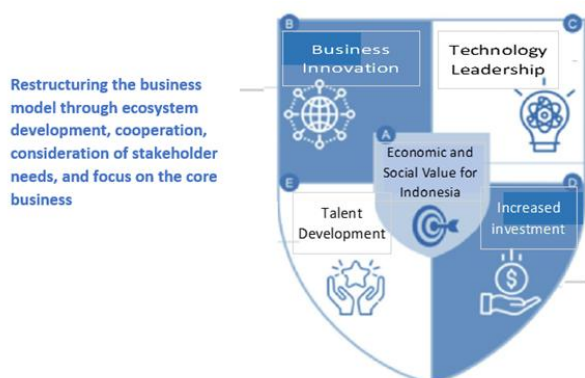 Restructuring the business
model through ecosystem
development, cooperation,
consideration of stakeholder
needs, and focus on the core
business
B
Business
Innovation
C
Technology
Leadership
A
Economic and
Social Value for
Indonesia
E
Talent
Development
D
Increased
investment
$